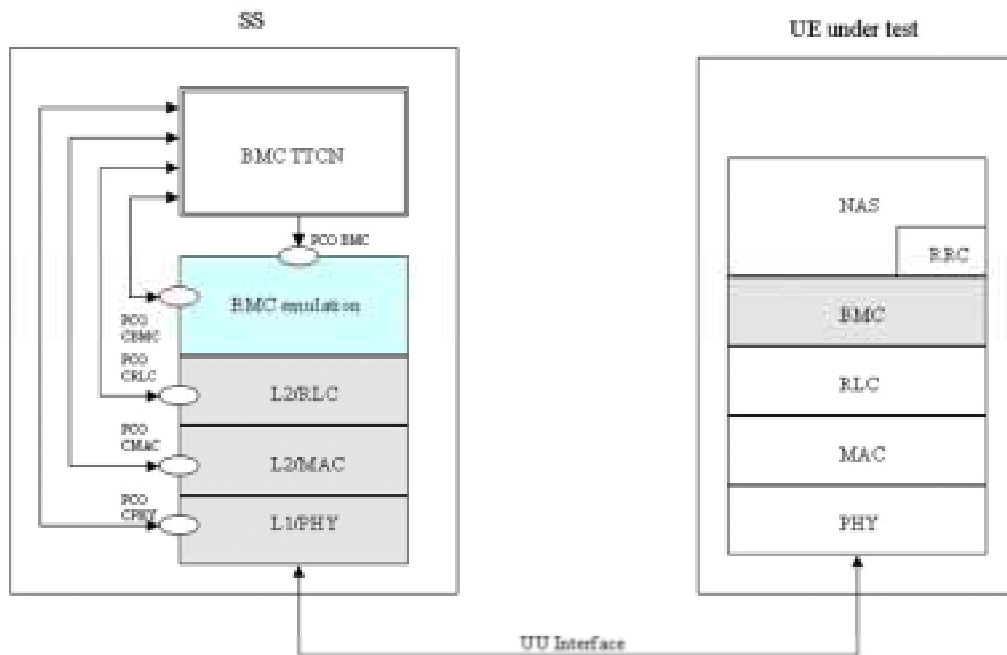 SS
UE under test
BMC TTCN
NAS
PCO BMC
RRC
BMC emulation
BMC
PCO
CBMC
PCO
CRLC
L2/RLC
RLC
PCO
CMAC
L2/MAC
MAC
PCO
CPHY
L1/PHY
PHY
UU Interface